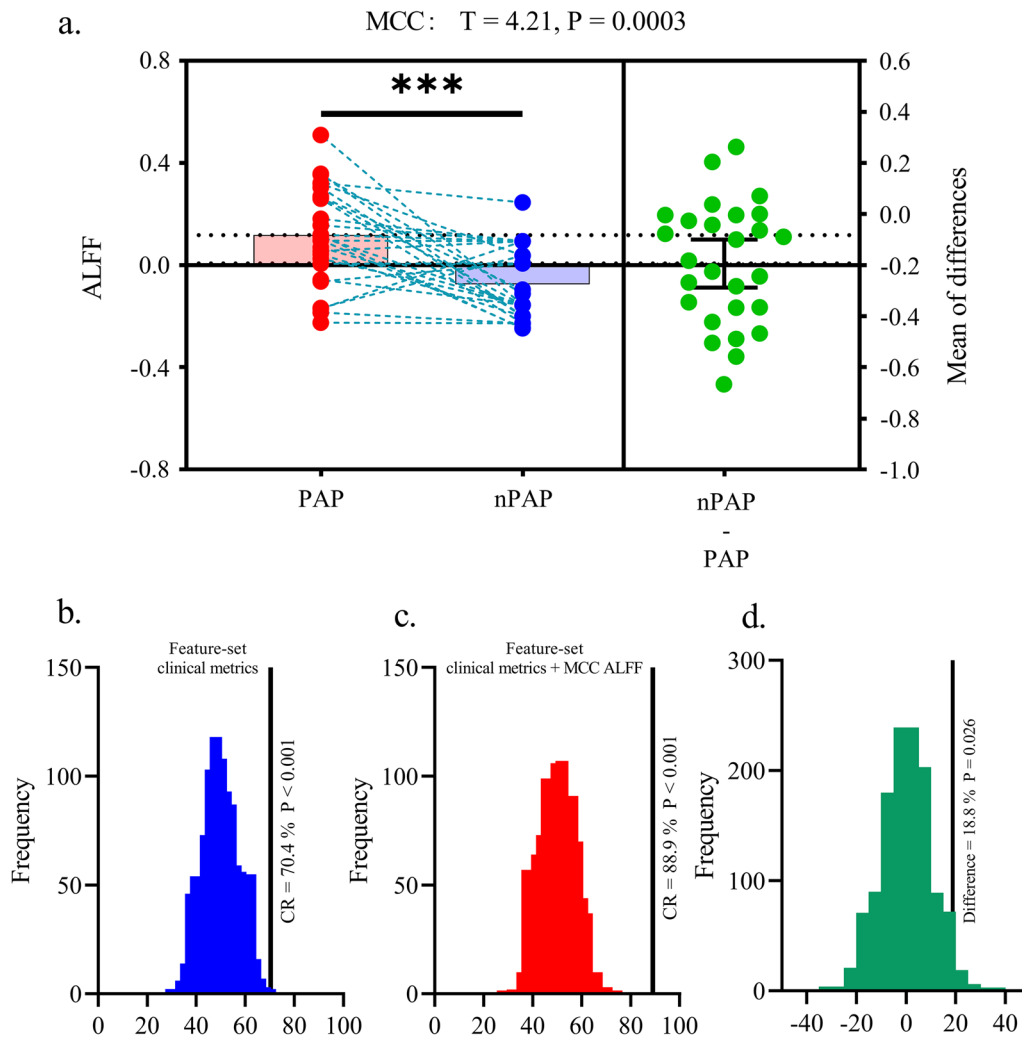 a.
MCC: T = 4.21, P = 0.0003
***
0.8
0.4
0.0
-0.4
-0.8
ALFF
0.6
0.4
0.2
0.0
-0.2
-0.4
-0.6
-0.8
-1.0
Mean of differences
PAP
nPAP
nPAP
-
PAP
b.
Feature-set
clinical metrics
150
100
50
0
Frequency
CR = 70.4 % P < 0.001
0 20 40 60 80 100
c.
Feature-set
clinical metrics + MCC ALFF
150
100
50
0
Frequency
CR = 88.9 % P < 0.001
0 20 40 60 80 100
d.
300
200
100
0
Frequency
Difference = 18.8 % P = 0.026
-40 -20 0 20 40